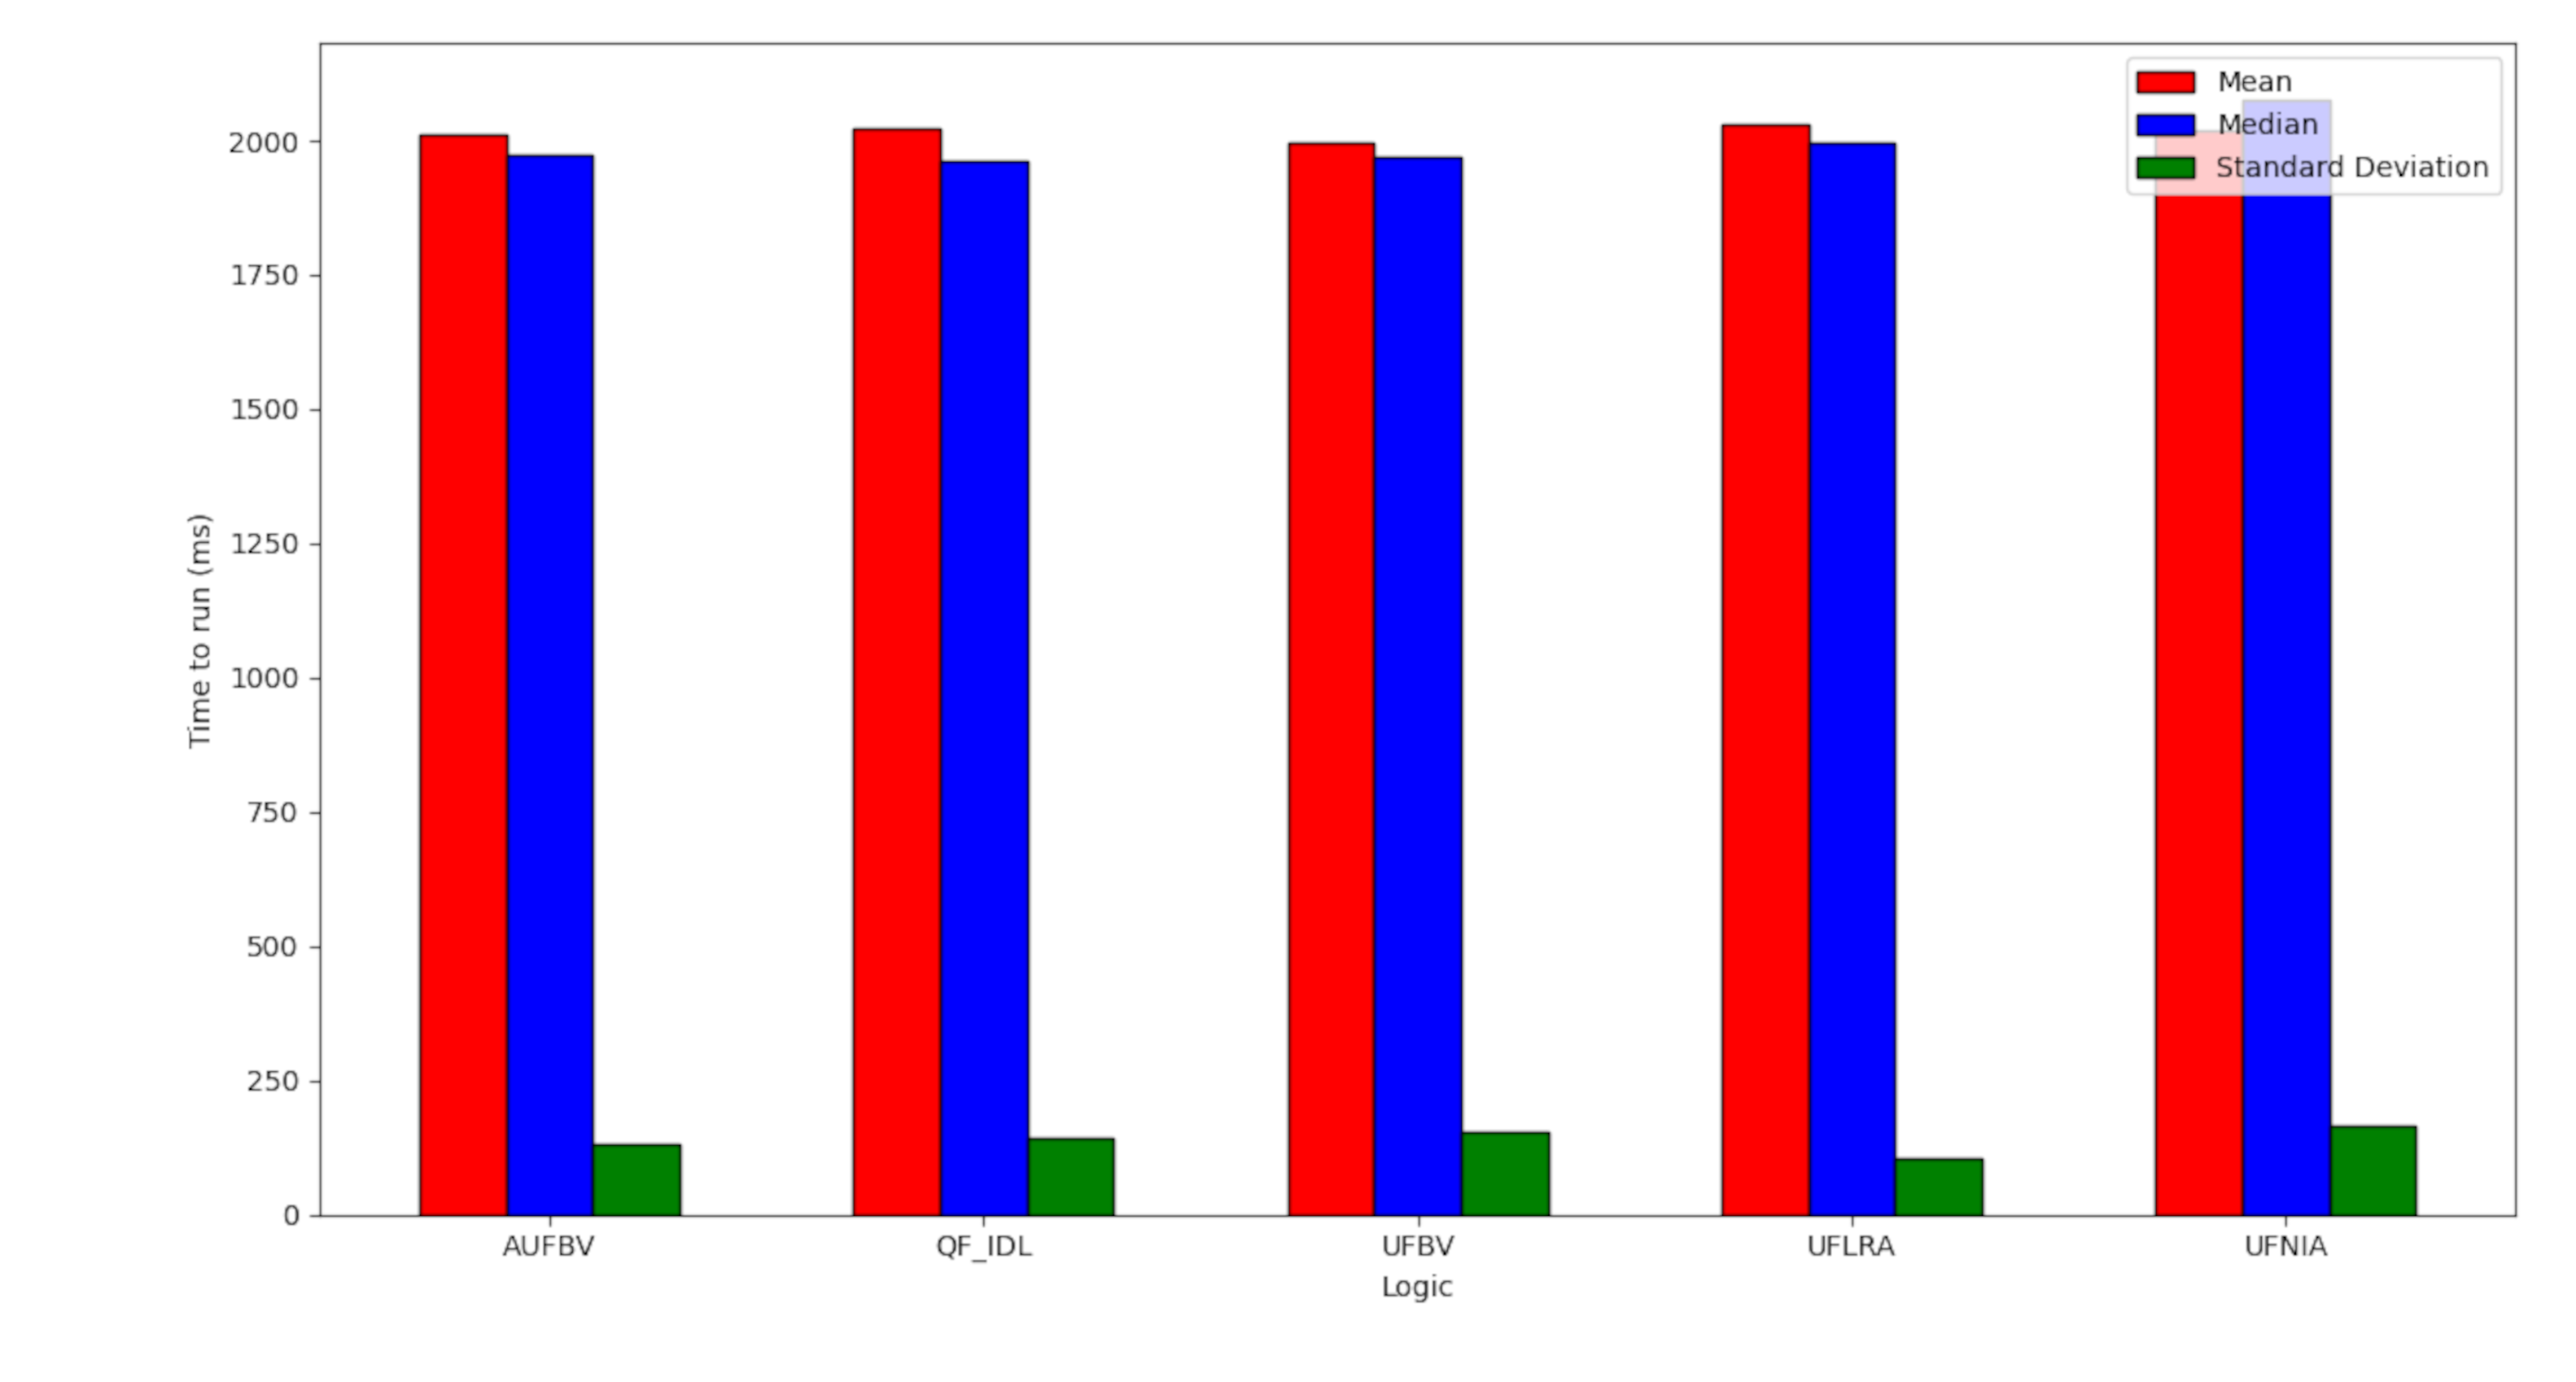 Mean
Median
Standard Deviation
2000
1750
1500
1250
1000
750
500
250
0
Time to run (ms)
AUFBV QF_IDL UFBV UFLRA UFNIA
Logic